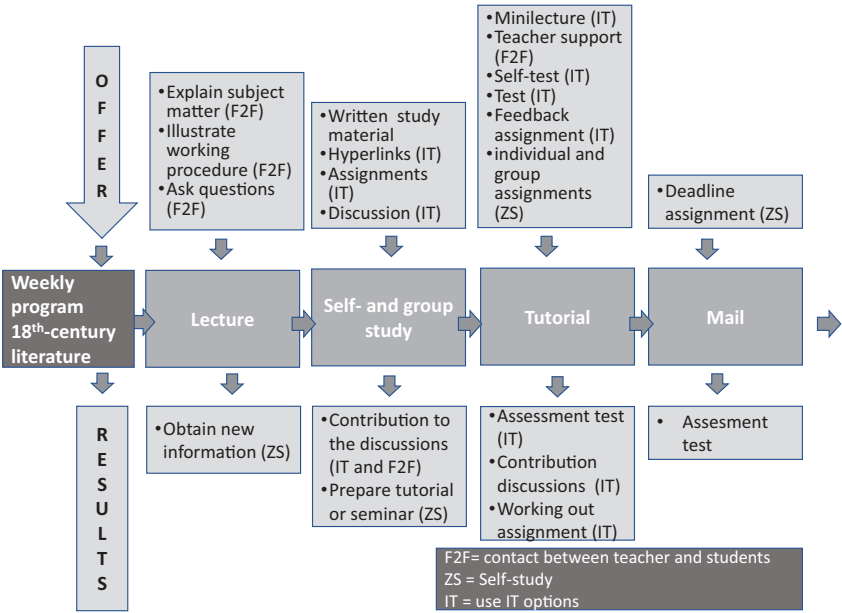 OFFER
•Explain subject
matter (F2F)
•Illustrate
working
procedure (F2F)
•Ask questions
(F2F)
•Written study
material
•Hyperlinks (IT)
•Assignments
(IT)
•Discussion (IT)
•Minilecture (IT)
•Teacher support
(F2F)
•Self-test (IT)
•Test (IT)
•Feedback
assignment (IT)
•individual and
group
assignments
(ZS)
•Deadline
assignment (ZS)
Weekly
program
18th-century
literature
Lecture
Self- and group
study
Tutorial
Mail
RESULTS
•Obtain new
information (ZS)
•Contribution to
the discussions
(IT and F2F)
•Prepare tutorial
or seminar (ZS)
•Assessment test
(IT)
•Contribution
discussions (IT)
•Working out
assignment (IT)
• Assesment
test
F2F= contact between teacher and students
ZS = Self-study
IT = use IT options